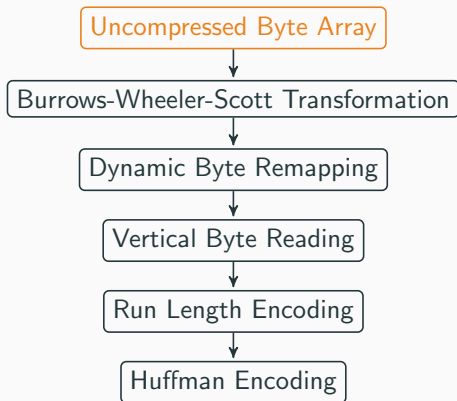 Uncompressed Byte Array
Burrows-Wheeler-Scott Transformation
Dynamic Byte Remapping
Vertical Byte Reading
Run Length Encoding
Huffman Encoding